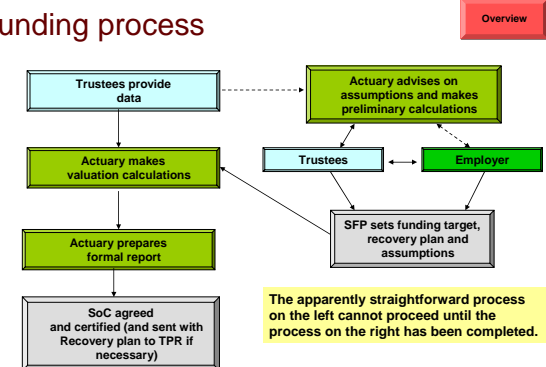 unding process
Overview
Trustees provide
data
Actuary advises on
assumptions and makes
preliminary calculations
Actuary makes
valuation calculations
Trustees
Employer
SFP sets funding target,
recovery plan and
assumptions
Actuary prepares
formal report
The apparently straightforward process
on the left cannot proceed until the
process on the right has been completed.
SoC agreed
and certified (and sent with
Recovery plan to TPR if
necessary)